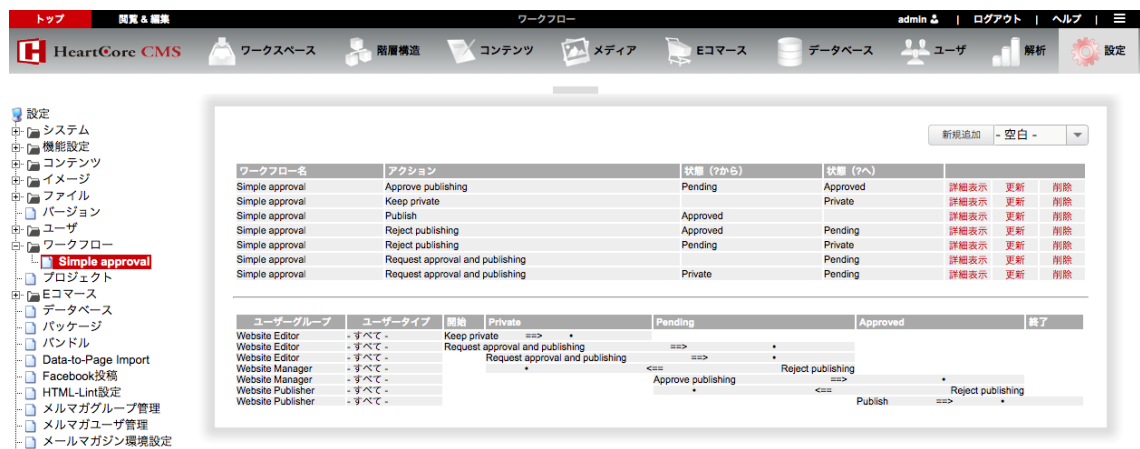 トップ 閲覧 & 編集 ワークフロー admin | ログアウト | ヘルプ |
HeartCore CMS ワークスペース 階層構造 コンテンツ メディア Eコマース データベース ユーザ 解析 設定
設定
システム
機能設定
コンテンツ
イメージ
ファイル
バージョン
ユーザ
ワークフロー
Simple approval
プロジェクト
Eコマース
データベース
パッケージ
バンドル
Data-to-Page Import
Facebook投稿
HTML-Lint設定
メルマガグループ管理
メルマガユーザ管理
メールマガジン環境設定
新規追加 - 空白 -
ワークフロー名 アクション 状態（?から） 状態（?へ）
Simple approval Approve publishing Pending Approved 詳細表示 更新 削除
Simple approval Keep private Private 詳細表示 更新 削除
Simple approval Publish Approved 詳細表示 更新 削除
Simple approval Reject publishing Approved Pending 詳細表示 更新 削除
Simple approval Reject publishing Pending Private 詳細表示 更新 削除
Simple approval Request approval and publishing Pending 詳細表示 更新 削除
Simple approval Request approval and publishing Private Pending 詳細表示 更新 削除
ユーザーグループ ユーザータイプ 開始 Private Pending Approved 終了
Website Editor - すべて - Keep private ==> •
Website Editor - すべて - Request approval and publishing ==> •
Website Editor - すべて - Request approval and publishing ==> •
Website Manager - すべて - • <== Reject publishing
Website Manager - すべて - Approve publishing ==> •
Website Publisher - すべて - • <== Reject publishing
Website Publisher - すべて - Publish ==> •